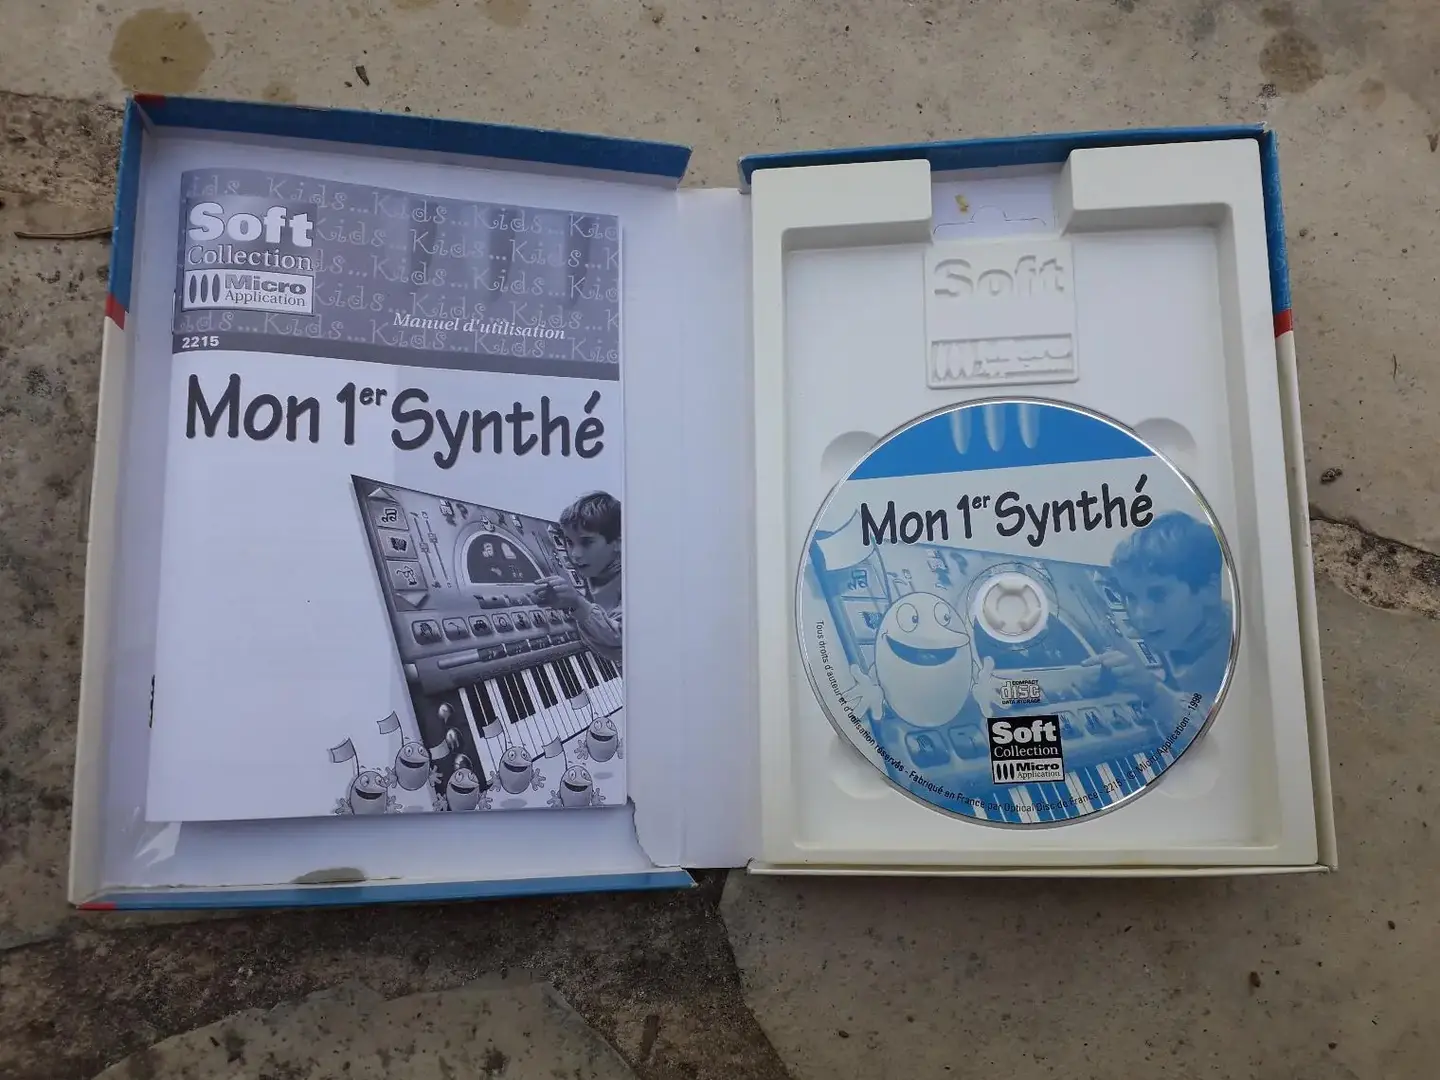 Kids... Kids... Kids... Kids
Soft
Collection
Micro
Application
Manuel d'utilisation
2215
Mon 1er Synthé
Soft
Mon 1er Synthé
COMPACT
disc
DATA STORAGE
Soft
Collection
Micro
Application
Tous droits d'auteur et d'utilisation réservés - Fabriqué en France par Optical Disc de France - 2215 - © Micro Application - 1998